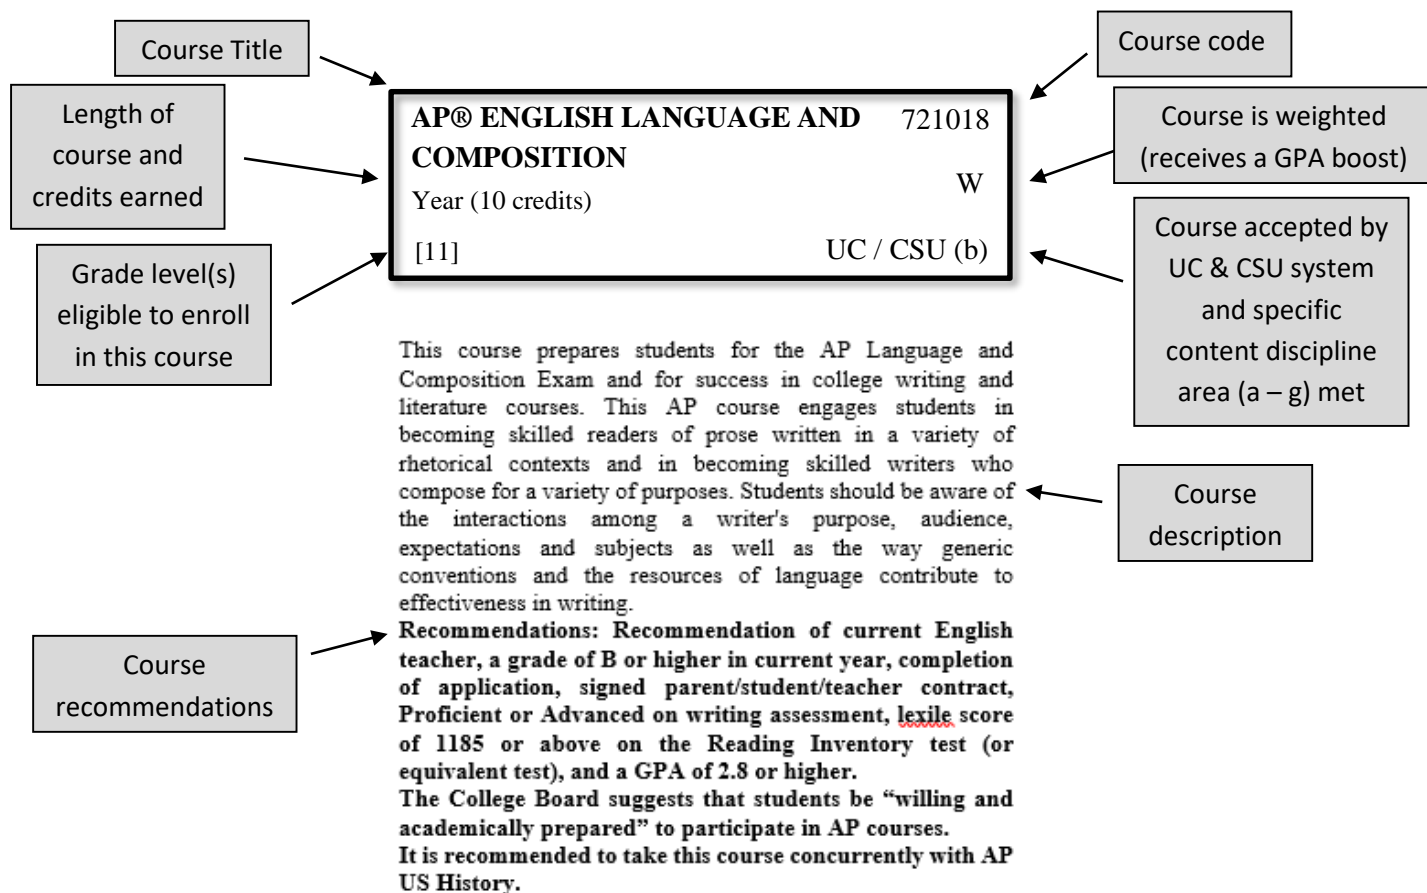 Course Title
Course code
Length of
course and
credits earned
AP® ENGLISH LANGUAGE AND
COMPOSITION
721018
Year (10 credits)
W
[11]
UC / CSU (b)
Course is weighted
(receives a GPA boost)
Grade level(s)
eligible to enroll
in this course
Course accepted by
UC & CSU system
and specific
content discipline
area (a – g) met
This course prepares students for the AP Language and
Composition Exam and for success in college writing and
literature courses. This AP course engages students in
becoming skilled readers of prose written in a variety of
rhetorical contexts and in becoming skilled writers who
compose for a variety of purposes. Students should be aware of
the interactions among a writer's purpose, audience,
expectations and subjects as well as the way generic
conventions and the resources of language contribute to
effectiveness in writing.
Course
description
Recommendations: Recommendation of current English
teacher, a grade of B or higher in current year, completion
of application, signed parent/student/teacher contract,
Proficient or Advanced on writing assessment, lexile score
of 1185 or above on the Reading Inventory test (or
equivalent test), and a GPA of 2.8 or higher.
The College Board suggests that students be “willing and
academically prepared” to participate in AP courses.
It is recommended to take this course concurrently with AP
US History.
Course
recommendations